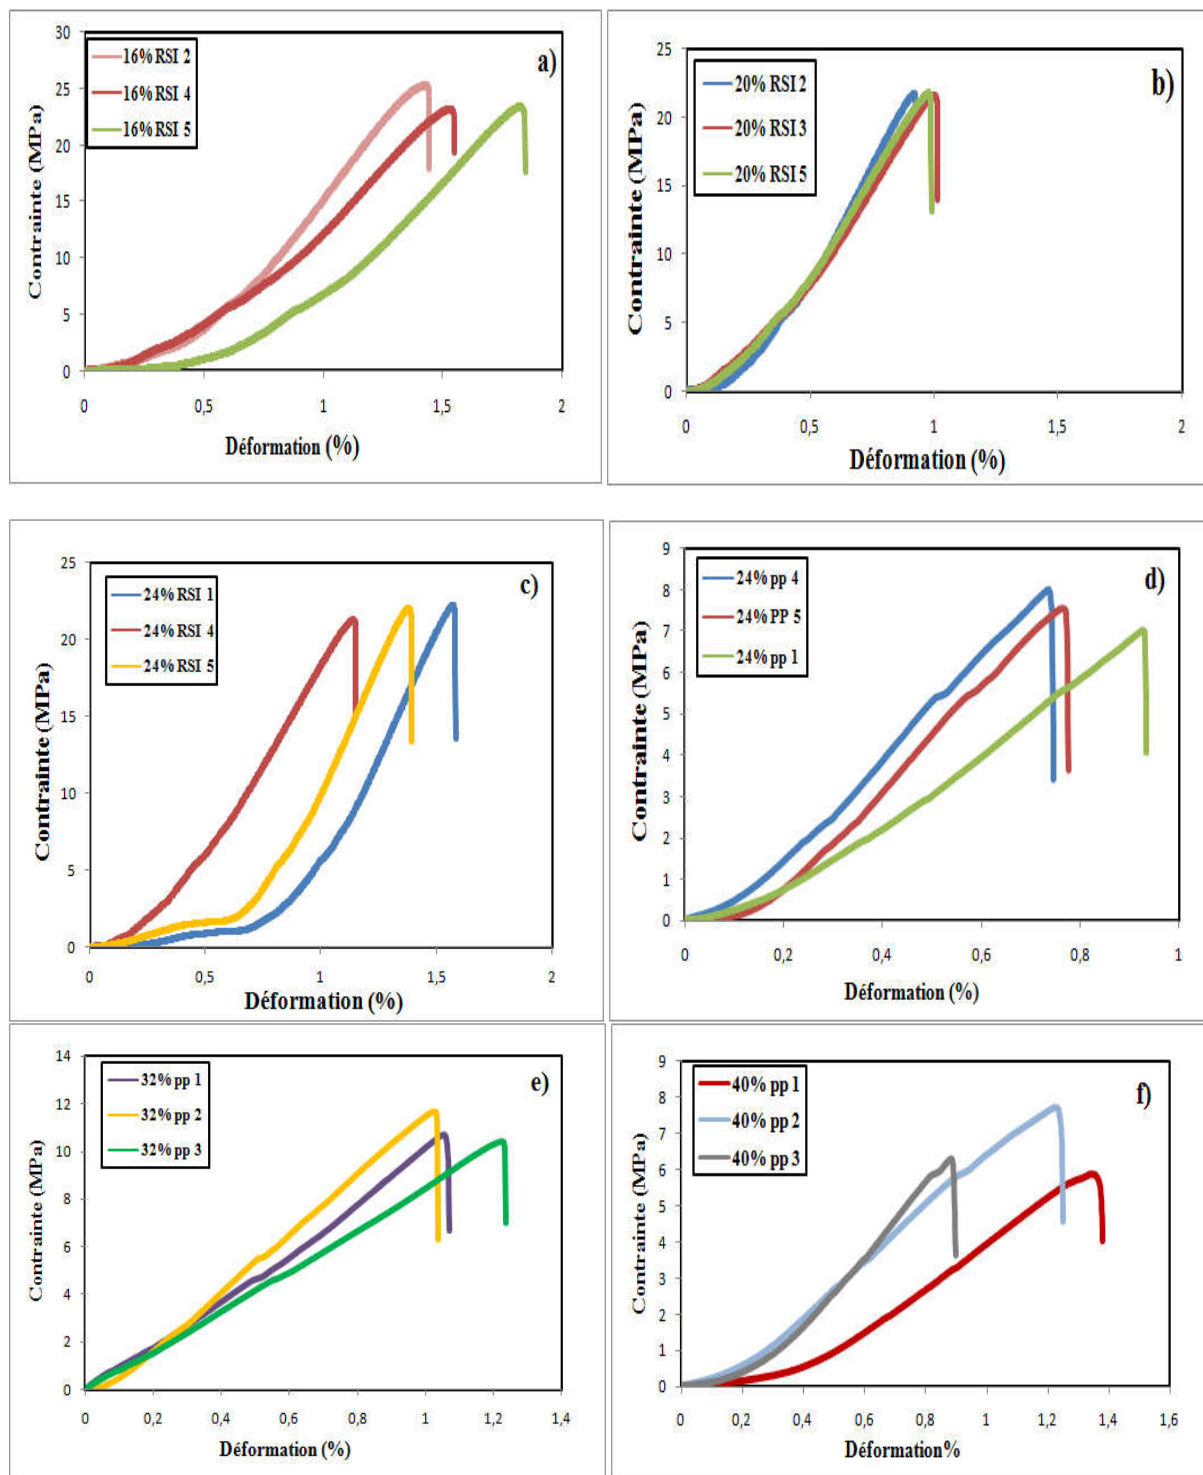 a)
16% RSI 2
16% RSI 4
16% RSI 5
Contrainte (MPa)
30
25
20
15
10
5
0
0 0,5 1 1,5 2
Déformation (%)
b)
20% RSI 2
20% RSI 3
20% RSI 5
Contrainte (MPa)
25
20
15
10
5
0
0 0,5 1 1,5 2
Déformation (%)
c)
24% RSI 1
24% RSI 4
24% RSI 5
Contrainte (MPa)
25
20
15
10
5
0
0 0,5 1 1,5 2
Déformation (%)
d)
24% pp 4
24% PP 5
24% pp 1
Contrainte (MPa)
9
8
7
6
5
4
3
2
1
0
0 0,2 0,4 0,6 0,8 1
Déformation (%)
e)
32% pp 1
32% pp 2
32% pp 3
Contrainte (MPa)
14
12
10
8
6
4
2
0
0 0,2 0,4 0,6 0,8 1 1,2 1,4
Déformation (%)
f)
40% pp 1
40% pp 2
40% pp 3
Contrainte (MPa)
9
8
7
6
5
4
3
2
1
0
0 0,2 0,4 0,6 0,8 1 1,2 1,4 1,6
Déformation%